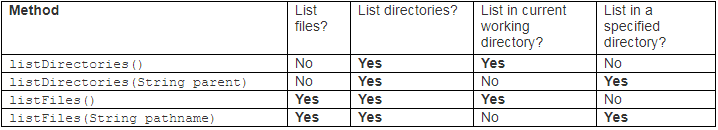 Method List files? List directories? List in current working directory? List in a specified directory?
listDirectories() No Yes Yes No
listDirectories(String parent) No Yes No Yes
listFiles() Yes Yes Yes No
listFiles(String pathname) Yes Yes No Yes